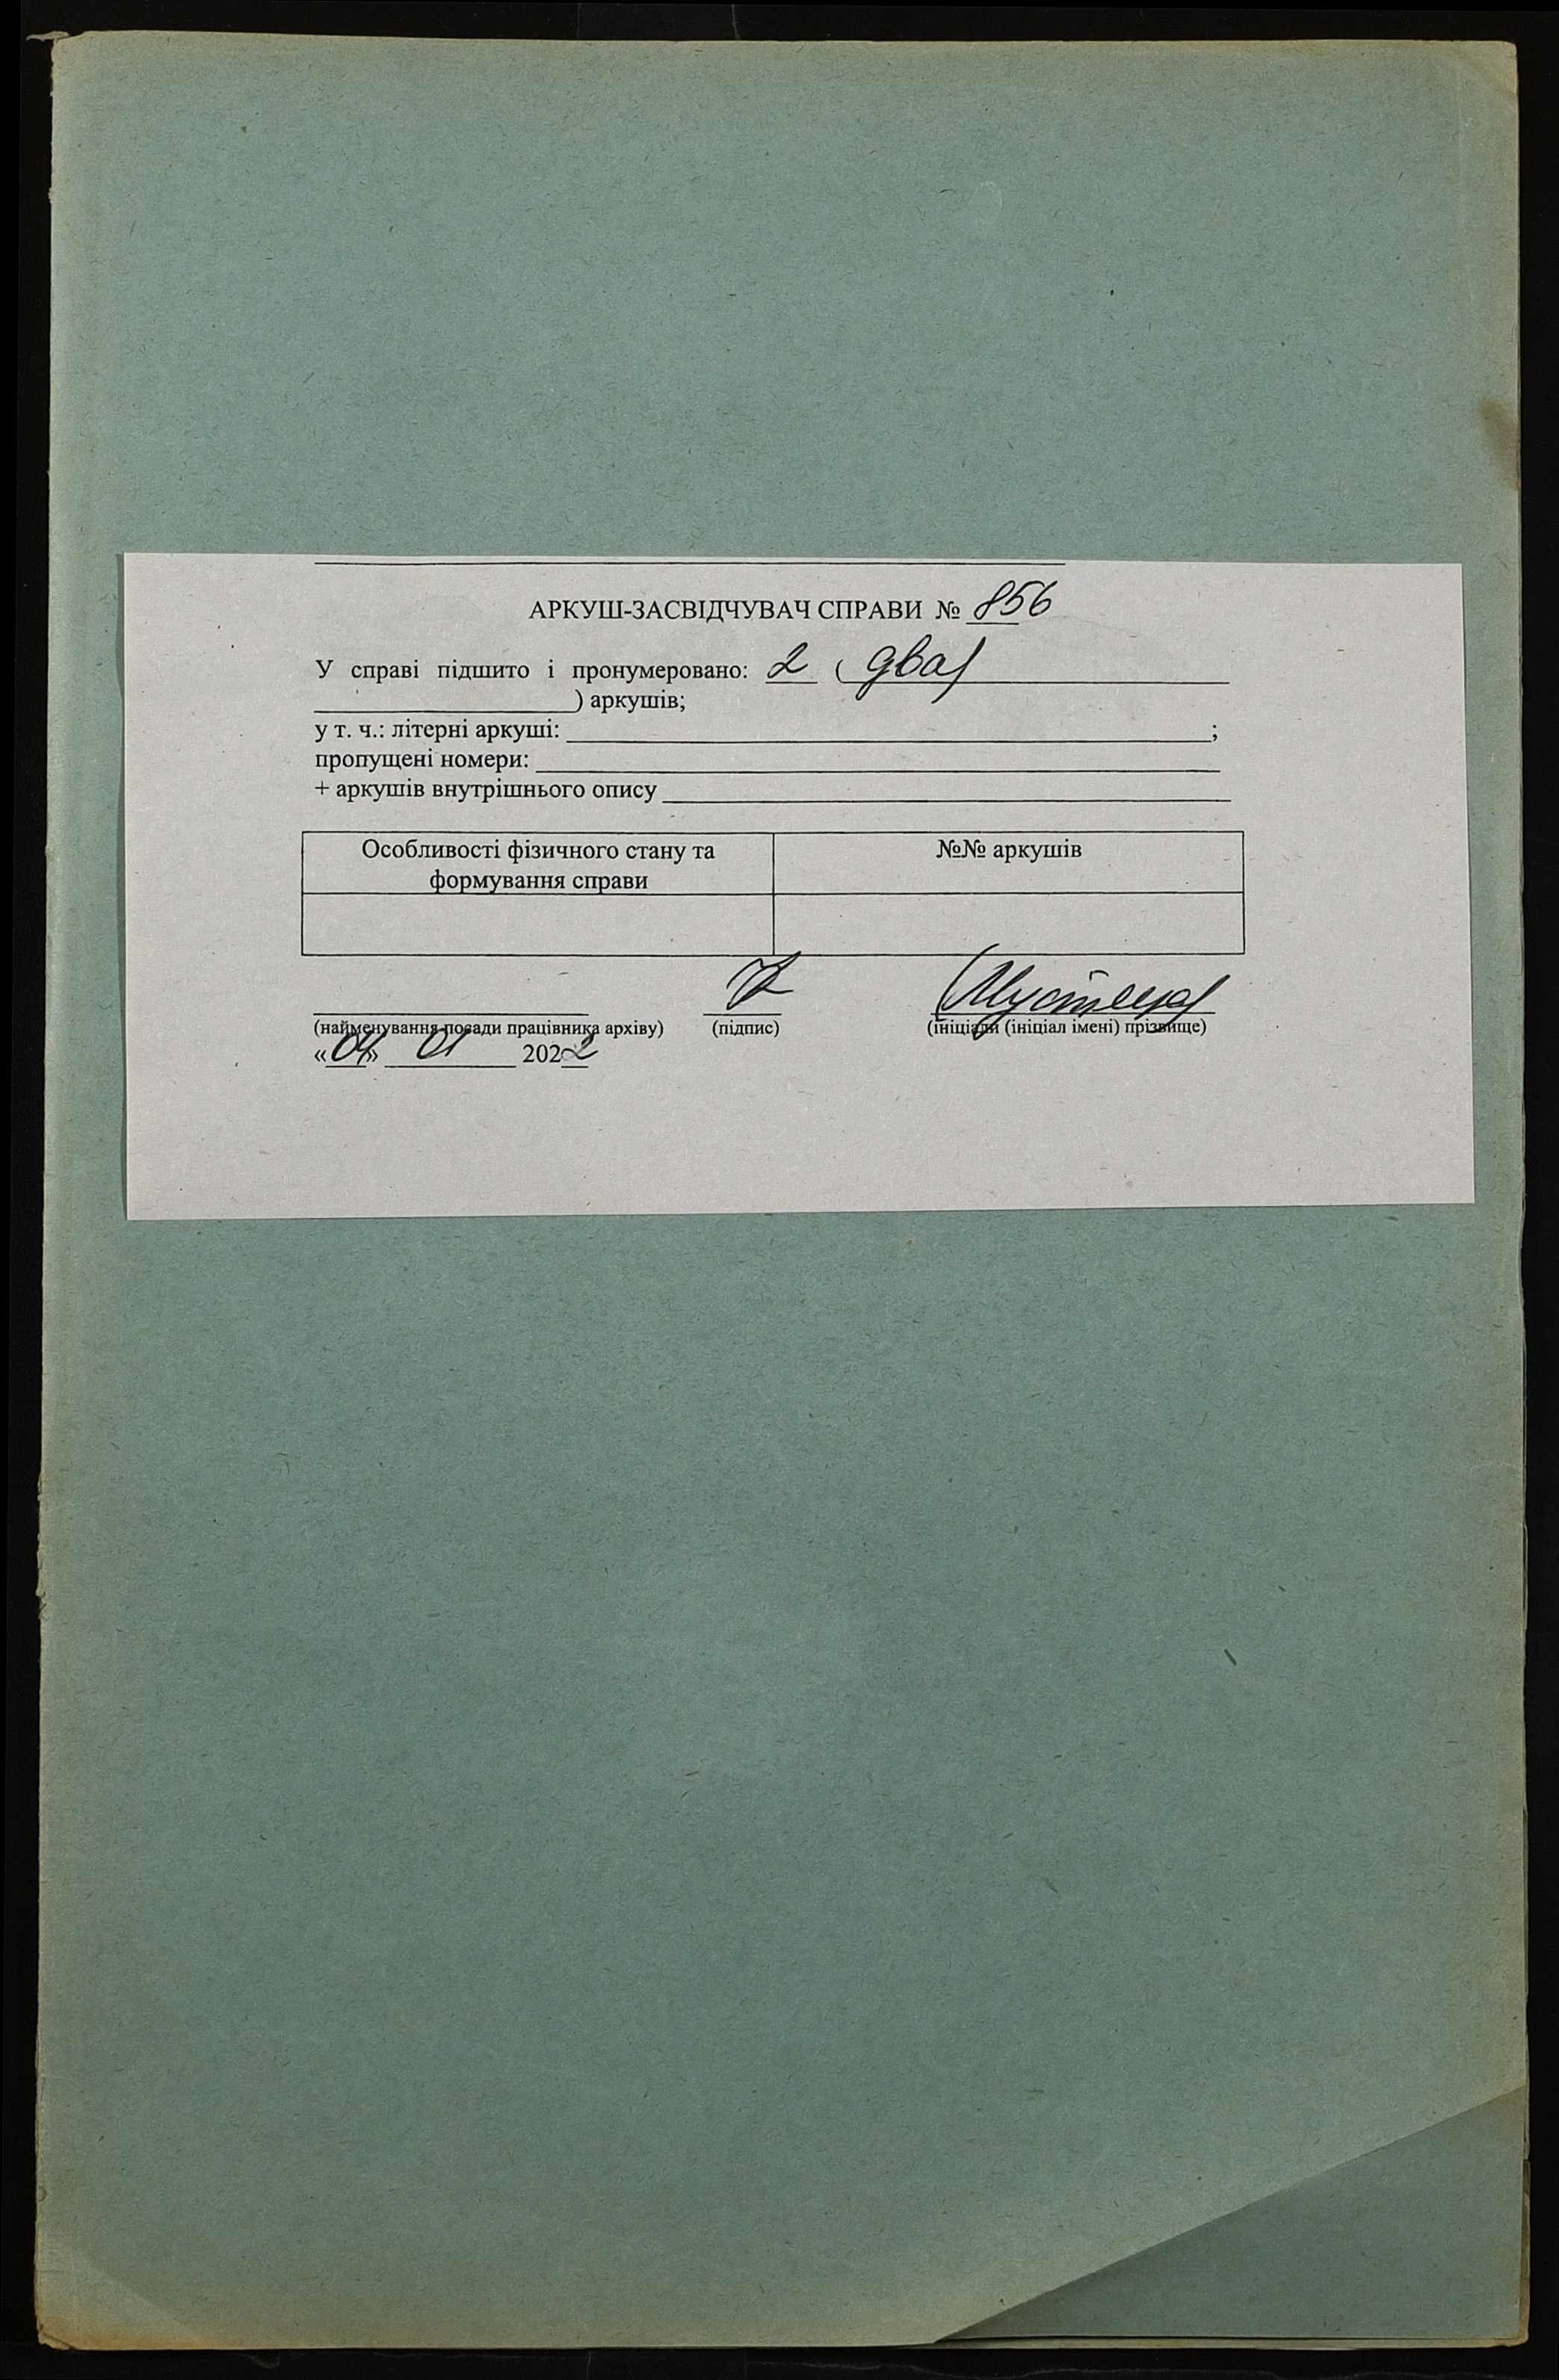 АРКУШ-ЗАСВІДЧУВАЧ СПРАВИ № 856
У справі підшито і пронумеровано: 2 ( два)
) аркушів;
у т. ч.: літерні аркуші: ;
пропущені номери:
+ аркушів внутрішнього опису
Особливості фізичного стану та формування справи
№№ аркушів
(найменування посади працівника архіву) (підпис) (ініціали (ініціал імені) прізвище)
«04» 01 2022